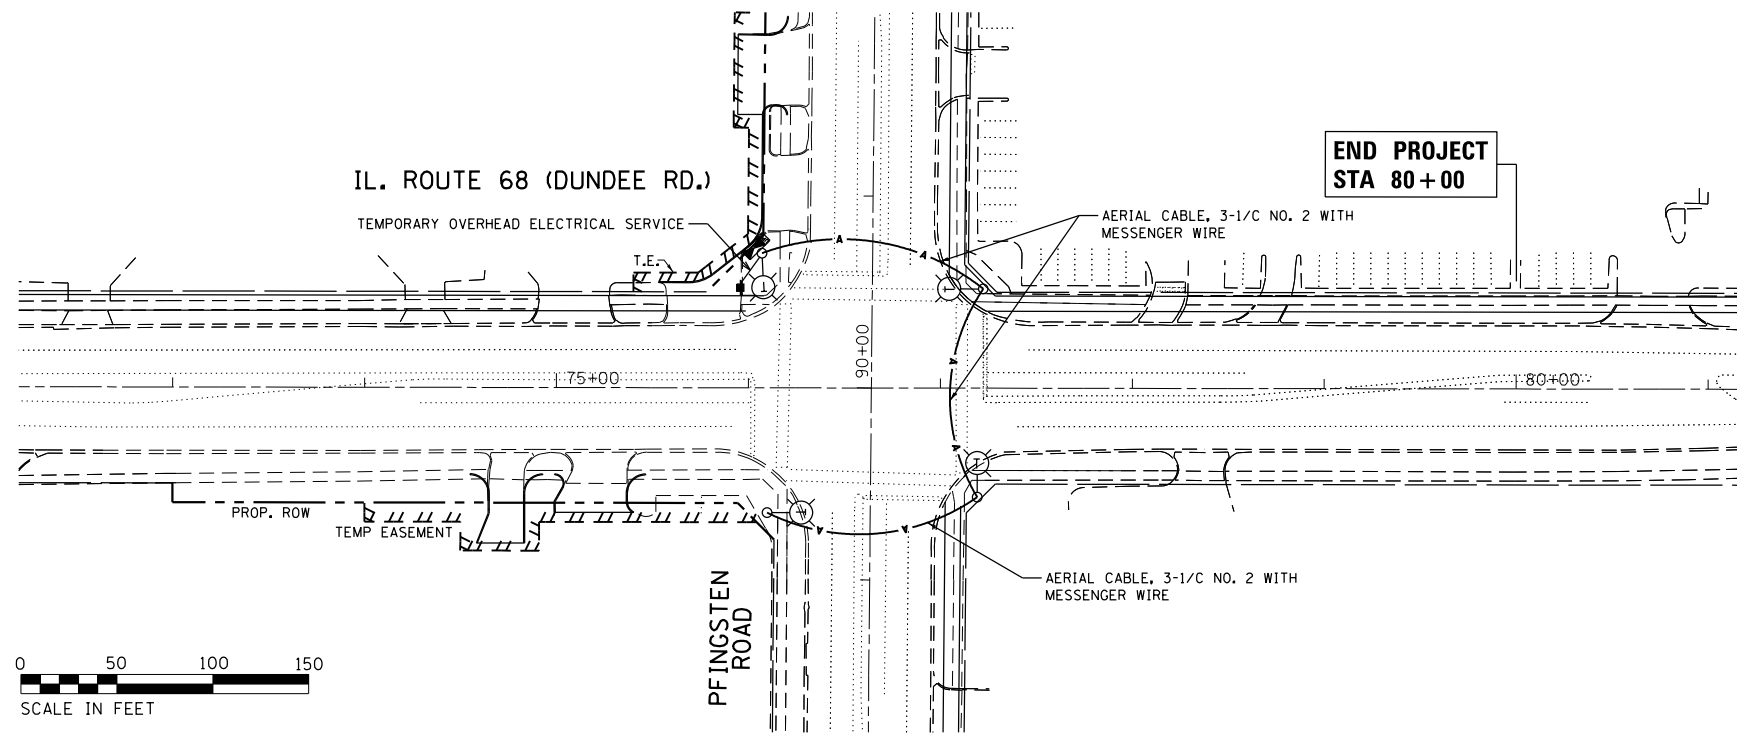 END PROJECT
STA 80+00
IL. ROUTE 68 (DUNDEE RD.)
TEMPORARY OVERHEAD ELECTRICAL SERVICE
AERIAL CABLE, 3-1/C NO. 2 WITH
MESSENGER WIRE
A
A
T.E.
T
T
90+00
A
75+00
80+00
A
T
PROP. ROW
T
A
A
TEMP EASEMENT
AERIAL CABLE, 3-1/C NO. 2 WITH
MESSENGER WIRE
PFINGSTEN
ROAD
0 50 100 150
SCALE IN FEET